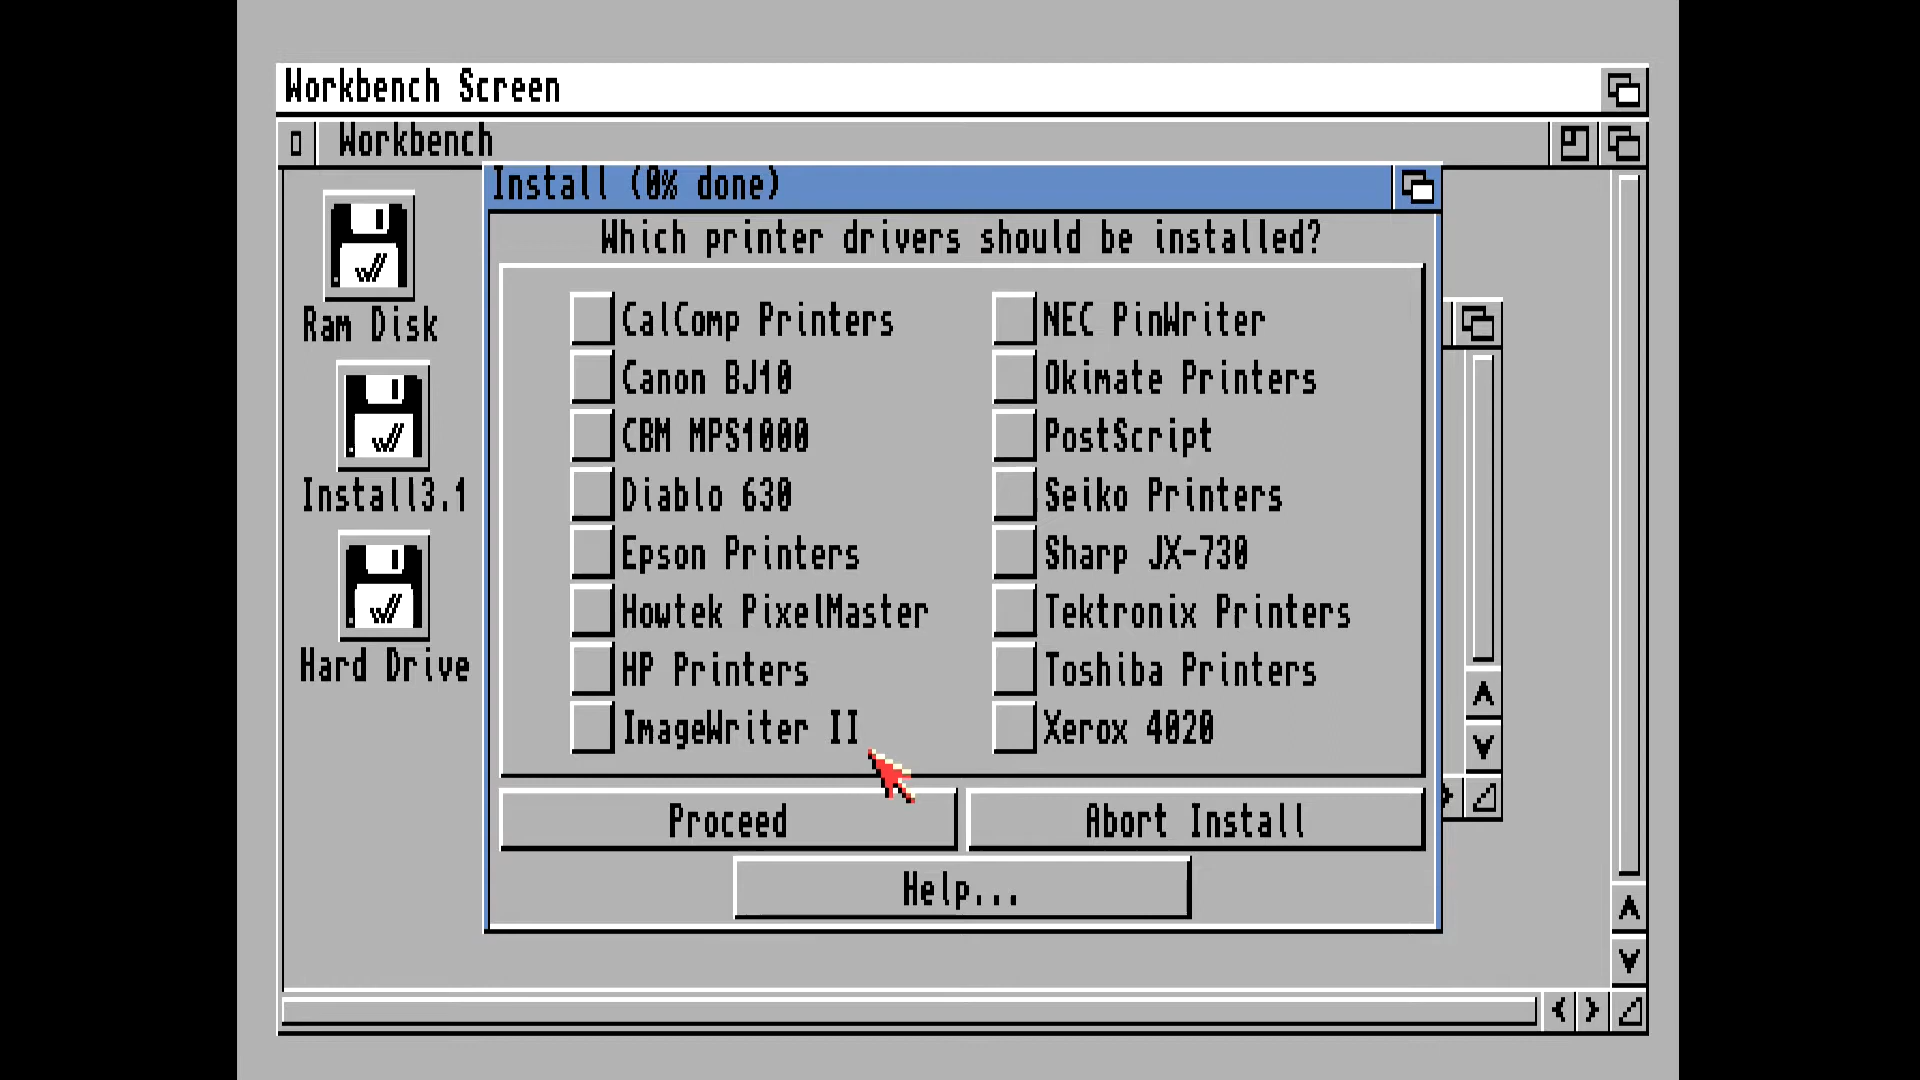 Workbench Screen
Workbench
Install (0% done)
Which printer drivers should be installed?
CalComp Printers
Canon BJ10
CBM MPS1000
Diablo 630
Epson Printers
Howtek PixelMaster
HP Printers
ImageWriter II
NEC PinWriter
Okimate Printers
PostScript
Seiko Printers
Sharp JX-730
Tektronix Printers
Toshiba Printers
Xerox 4020
Proceed
Abort Install
Help...
Ram Disk
Install3.1
Hard Drive